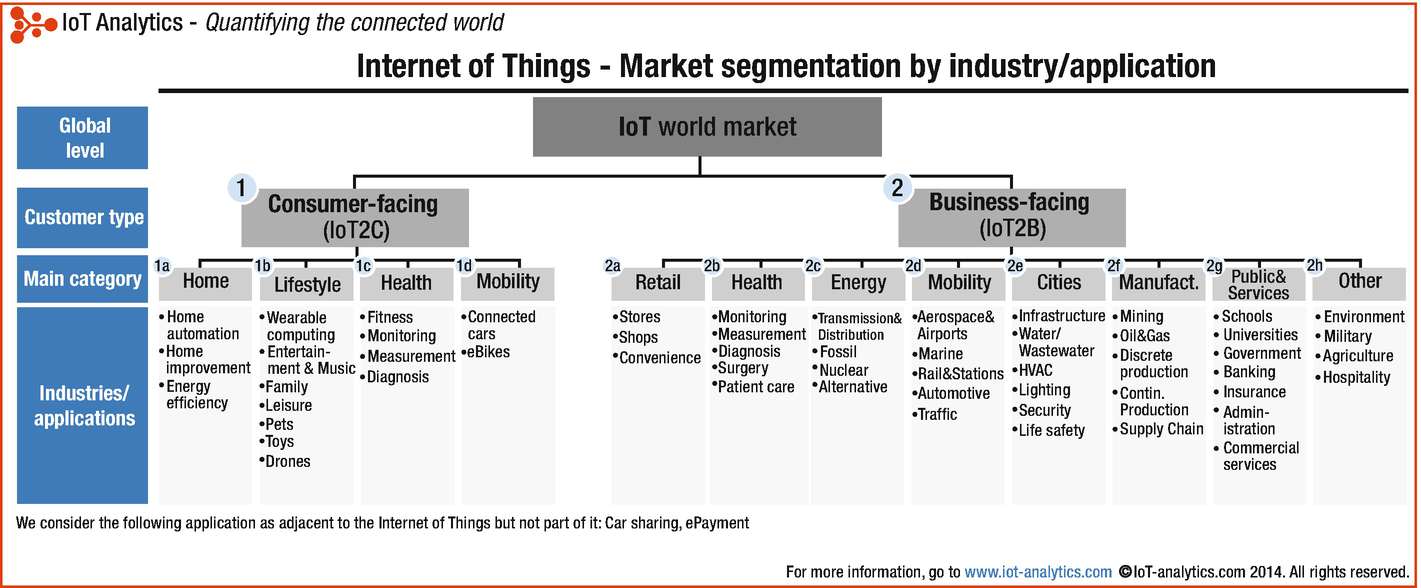 IoT Analytics - Quantifying the connected world
Internet of Things - Market segmentation by industry/application
Global
level
IoT world market
Customer type
1
Consumer-facing
(IoT2C)
2
Business-facing
(IoT2B)
Main category
1a
Home
1b
Lifestyle
1c
Health
1d
Mobility
2a
Retail
2b
Health
2c
Energy
2d
Mobility
2e
Cities
2f
Manufact.
2g
Public&
Services
2h
Other
Industries/
applications
•Home
automation
•Home
improvement
•Energy
efficiency
•Wearable
computing
•Entertain-
ment & Music
•Family
•Leisure
•Pets
•Toys
•Drones
•Fitness
•Monitoring
•Measurement
•Diagnosis
•Connected
cars
•eBikes
•Stores
•Shops
•Convenience
•Monitoring
•Measurement
•Diagnosis
•Surgery
•Patient care
•Transmission&
Distribution
•Fossil
•Nuclear
•Alternative
•Aerospace&
Airports
•Marine
•Rail&Stations
•Automotive
•Traffic
•Infrastructure
•Water/
Wastewater
•HVAC
•Lighting
•Security
•Life safety
•Mining
•Oil&Gas
•Discrete
production
•Contin.
Production
•Supply Chain
•Schools
•Universities
•Government
•Banking
•Insurance
•Admin-
istration
•Commercial
services
•Environment
•Military
•Agriculture
•Hospitality
We consider the following application as adjacent to the Internet of Things but not part of it: Car sharing, ePayment
For more information, go to www.iot-analytics.com ©IoT-analytics.com 2014. All rights reserved.